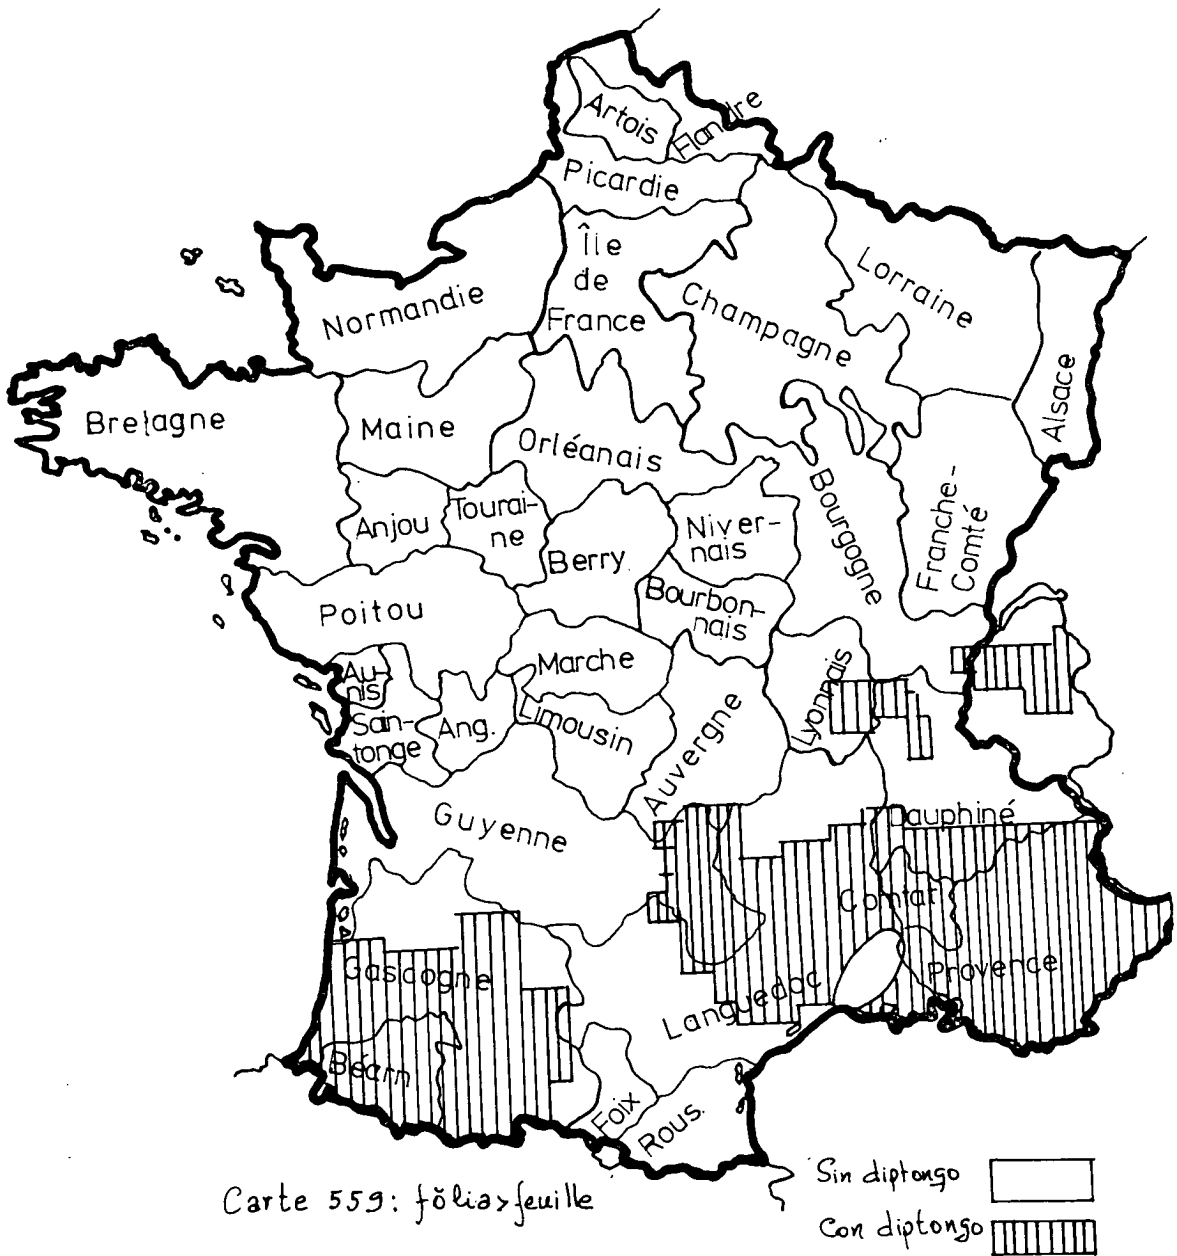 Artois
Flandre
Picardie
Île
de
France
Normandie
Champagne
Lorraine
Alsace
Bretagne
Maine
Orléanais
Anjou
Tourai-
ne
Berry
Niver-
nais
Bourgogne
Franche-
Comté
Poitou
Bourbon-
nais
Au-
nis
Marche
Lyonnais
Sain-
tonge
Ang.
Limousin
Auvergne
Guyenne
Dauphiné
Comtat
Gascogne
Languedoc
Provence
Béarn
Foix
Rous.
Carte 559: fŏlia>feuille
Sin diptongo
Con diptongo